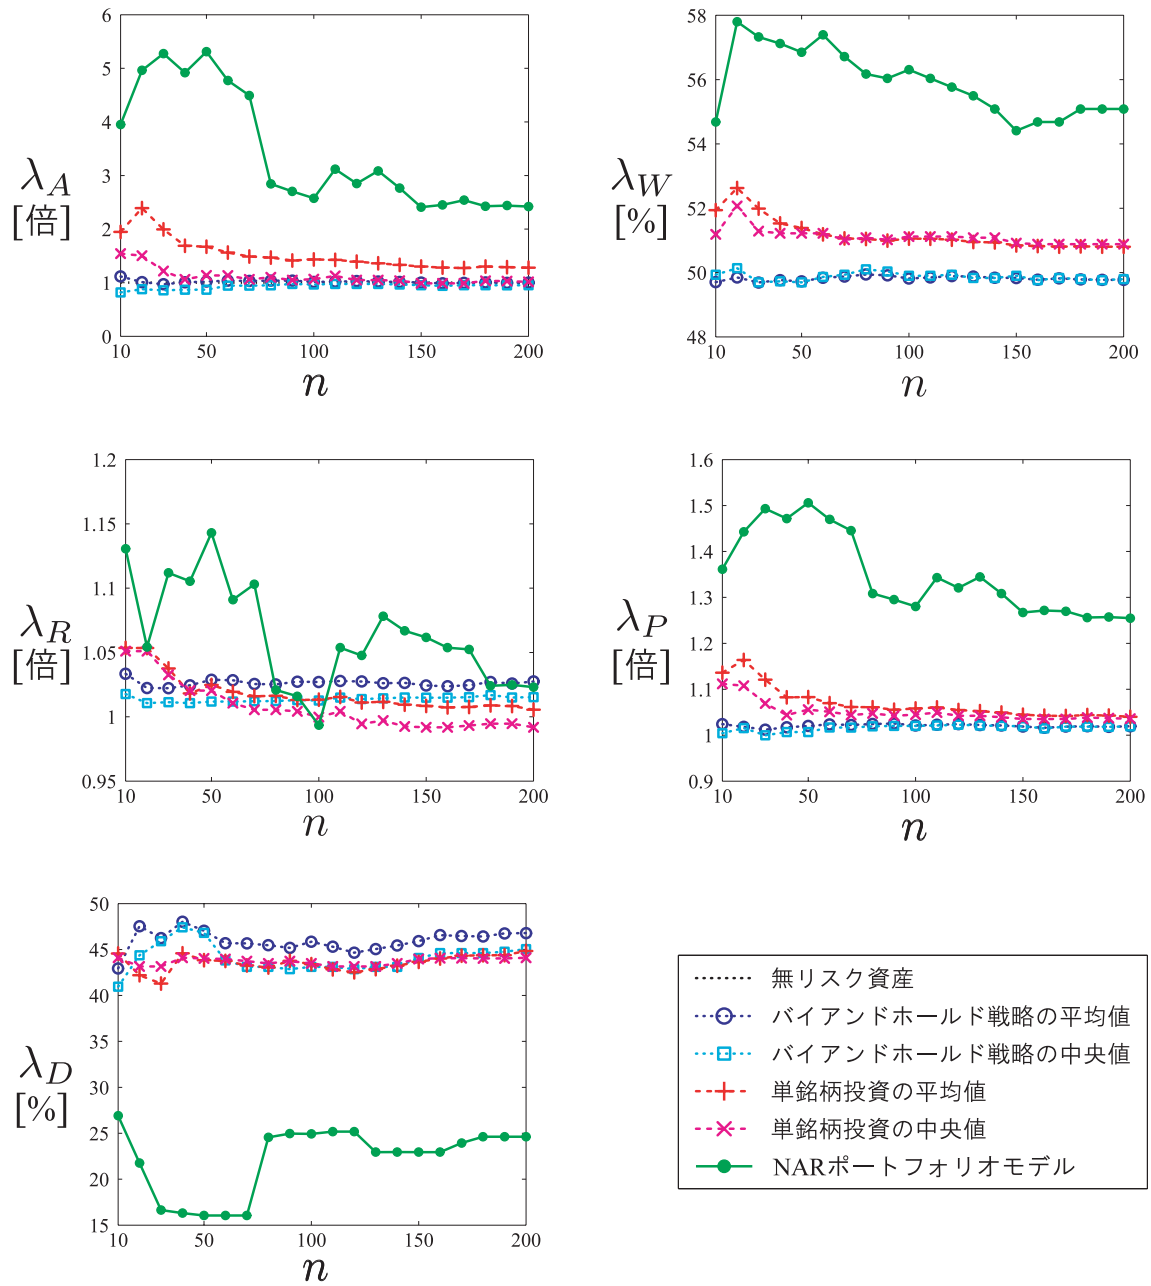 6
5
4
3
2
1
0
λA
[倍]
10 50 100 150 200
n
58
56
54
52
50
48
λW
[%]
10 50 100 150 200
n
1.2
1.15
1.1
1.05
1
0.95
λR
[倍]
10 50 100 150 200
n
1.6
1.5
1.4
1.3
1.2
1.1
1
0.9
λP
[倍]
10 50 100 150 200
n
50
45
40
35
30
25
20
15
λD
[%]
10 50 100 150 200
n
無リスク資産
バイアンドホールド戦略の平均値
バイアンドホールド戦略の中央値
単銘柄投資の平均値
単銘柄投資の中央値
NARポートフォリオモデル